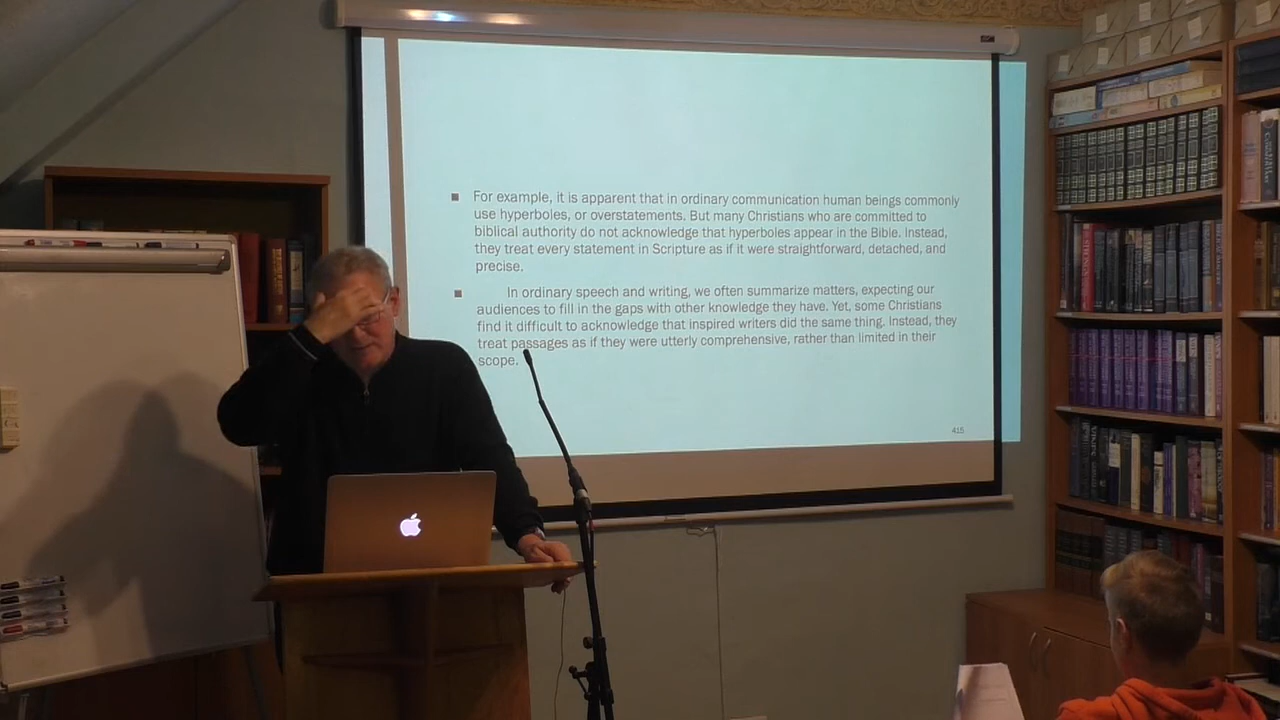 For example, it is apparent that in ordinary communication human beings commonly
use hyperboles, or overstatements. But many Christians who are committed to
biblical authority do not acknowledge that hyperboles appear in the Bible. Instead,
they treat every statement in Scripture as if it were straightforward, detached, and
precise.
In ordinary speech and writing, we often summarize matters, expecting our
audiences to fill in the gaps with other knowledge they have. Yet, some Christians
find it difficult to acknowledge that inspired writers did the same thing. Instead, they
treat passages as if they were utterly comprehensive, rather than limited in their
scope.
415